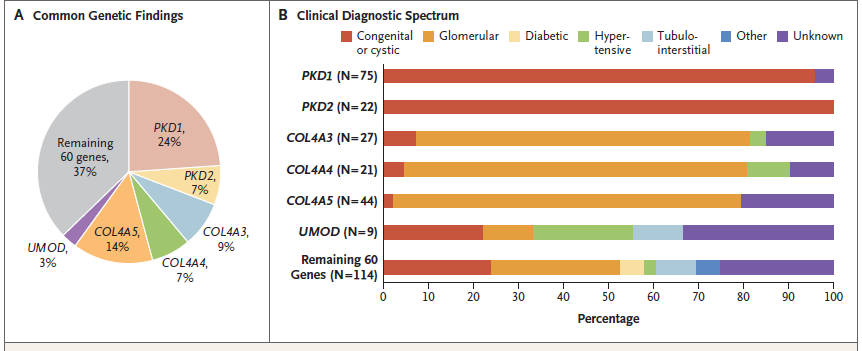 A Common Genetic Findings
PKD1,
24%
PKD2,
7%
COL4A3,
9%
COL4A4,
7%
COL4A5,
14%
UMOD,
3%
Remaining
60 genes,
37%
B Clinical Diagnostic Spectrum
Congenital
or cystic
Glomerular
Diabetic
Hyper-
tensive
Tubulo-
interstitial
Other
Unknown
PKD1 (N=75)
PKD2 (N=22)
COL4A3 (N=27)
COL4A4 (N=21)
COL4A5 (N=44)
UMOD (N=9)
Remaining 60
Genes (N=114)
0 10 20 30 40 50 60 70 80 90 100
Percentage